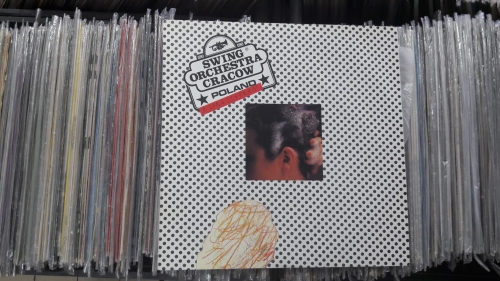 SWING
ORCHESTRA
CRACOW
POLAND